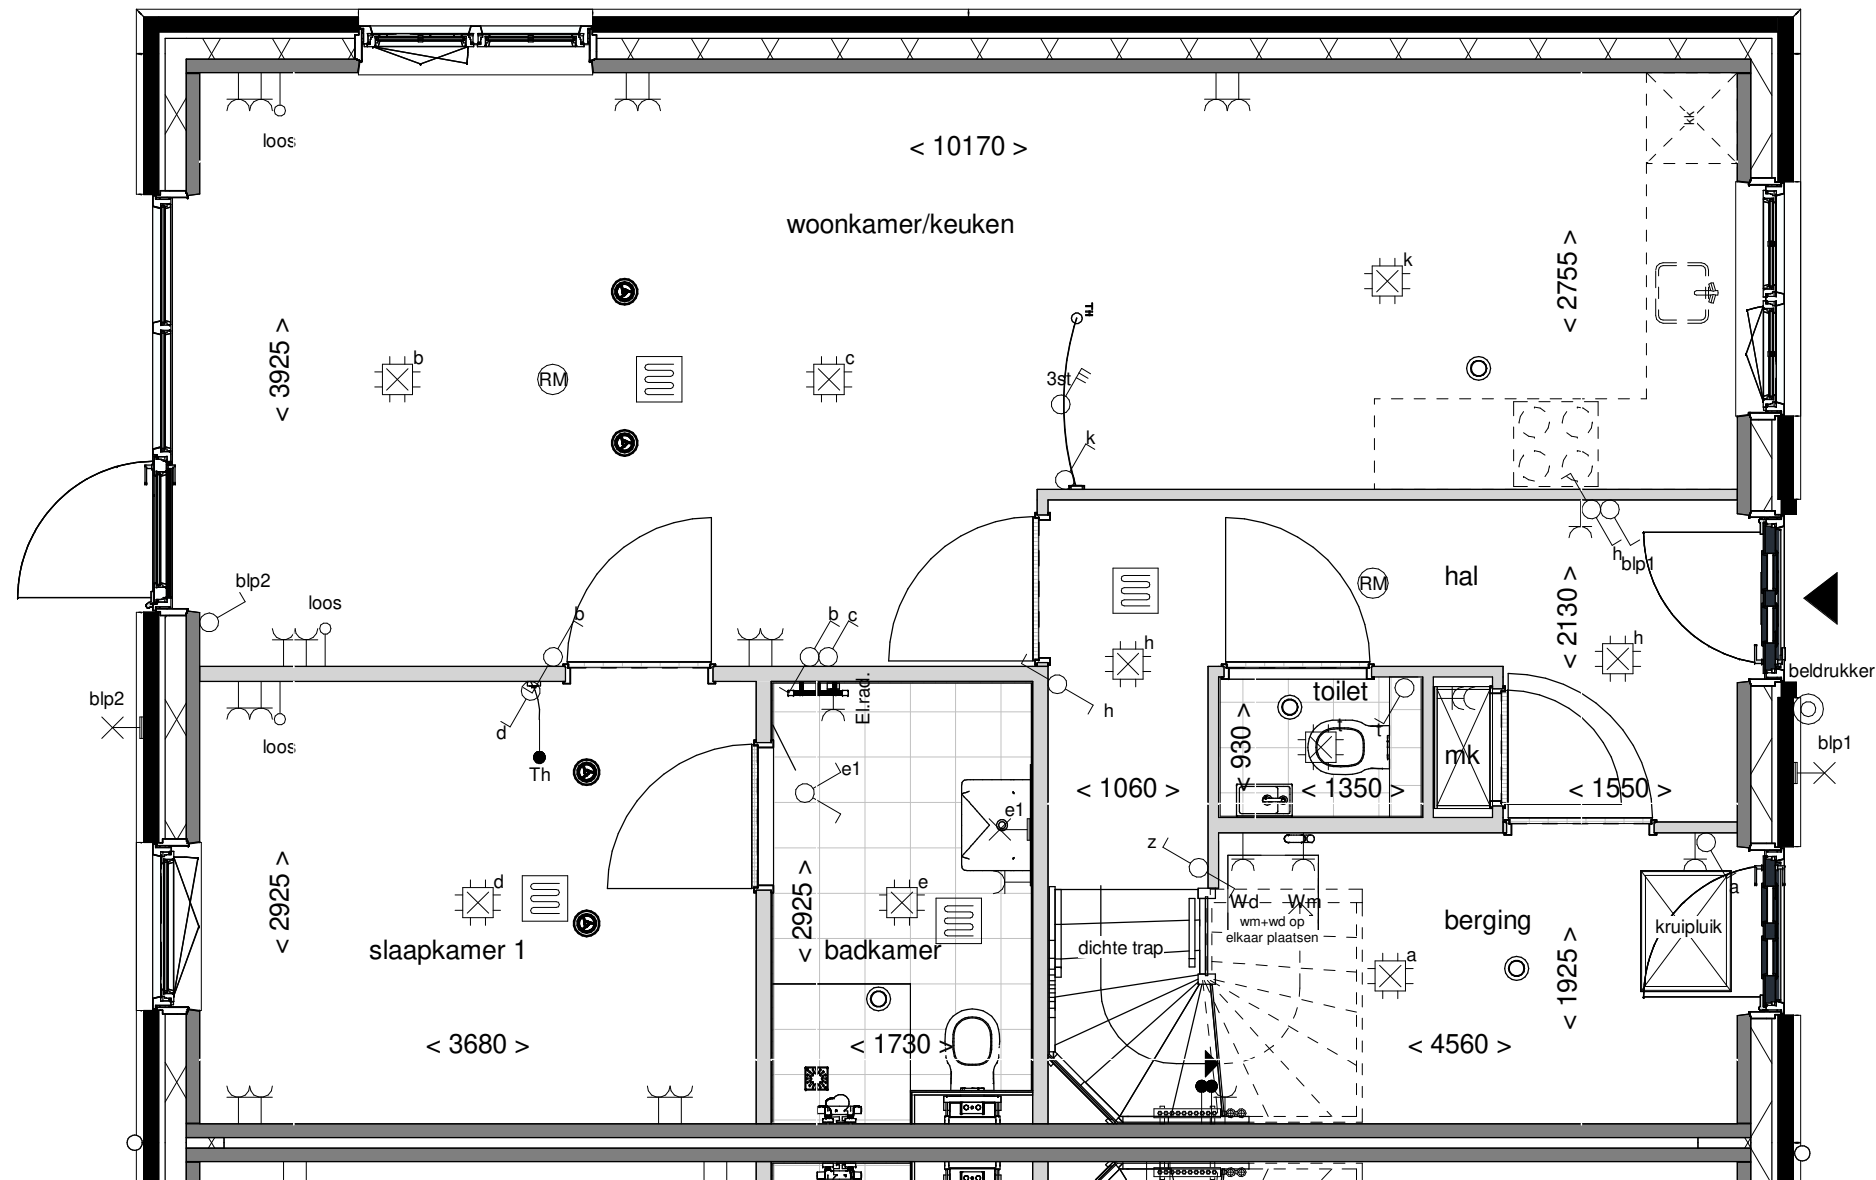 loos
< 10170 >
kk
woonkamer/keuken
k
< 2755 >
TH
< 3925 >
b
RM
c
3st
k
h
blp1
hal
RM
blp2
loos
b
b
c
< 2130 >
h
h
beldrukker
blp2
El.rad.
toilet
d
h
t
t
loos
Th
< 930 >
mk
blp1
e1
< 1060 >
< 1350 >
< 1550 >
e1
z
< 2925 >
d
< 2925 >
e
Wd
Wm
a
wm+wd op
elkaar plaatsen
berging
kruipluik
slaapkamer 1
badkamer
dichte trap
a
< 1925 >
< 3680 >
< 1730 >
< 4560 >